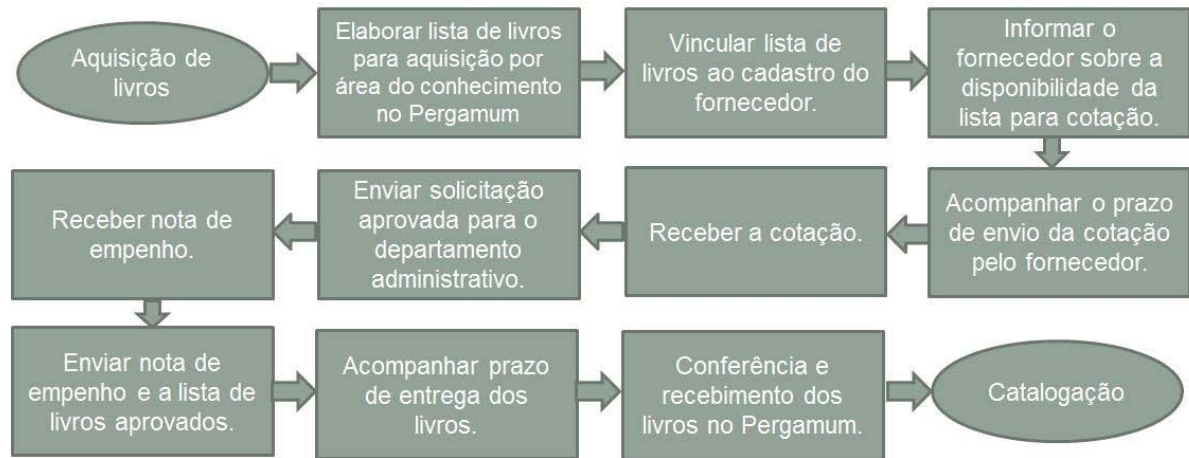 Aquisição de
livros
Elaborar lista de livros
para aquisição por
área do conhecimento
no Pergamum
Vincular lista de
livros ao cadastro do
fornecedor.
Informar o
fornecedor sobre a
disponibilidade da
lista para cotação.
Acompanhar o prazo
de envio da cotação
pelo fornecedor.
Receber a cotação.
Enviar solicitação
aprovada para o
departamento
administrativo.
Receber nota de
empenho.
Enviar nota de
empenho e a lista de
livros aprovados.
Acompanhar prazo
de entrega dos
livros.
Conferência e
recebimento dos
livros no Pergamum.
Catalogação